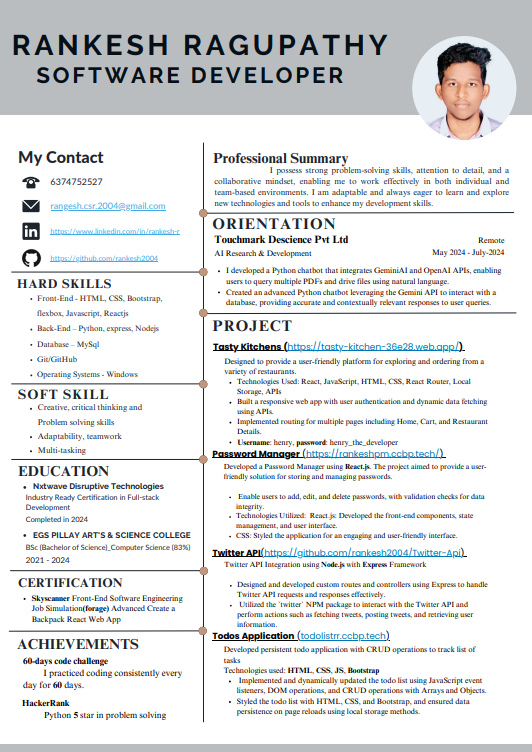 RANKESH RAGUPATHY
SOFTWARE DEVELOPER
My Contact
6374752527
rangesh.csr.2004@gmail.com
https://www.linkedin.com/in/rankesh-r
https://github.com/rankesh2004
HARD SKILLS
• Front-End - HTML, CSS, Bootstrap,
flexbox, Javascript, Reactjs
• Back-End – Python, express, Nodejs
• Database – MySql
• Git/GitHub
• Operating Systems - Windows
SOFT SKILL
• Creative, critical thinking and
Problem solving skills
• Adaptability, teamwork
• Multi-tasking
EDUCATION
• Nxtwave Disruptive Technologies
Industry Ready Certification in Full-stack
Development
Completed in 2024
• EGS PILLAY ART'S & SCIENCE COLLEGE
BSc (Bachelor of Science)_Computer Science (83%)
2021 - 2024
CERTIFICATION
• Skyscanner Front-End Software Engineering
Job Simulation(forage) Advanced Create a
Backpack React Web App
ACHIEVEMENTS
60-days code challenge
I practiced coding consistently every
day for 60 days.
HackerRank
Python 5 star in problem solving
Professional Summary
I possess strong problem-solving skills, attention to detail, and a
collaborative mindset, enabling me to work effectively in both individual and
team-based environments. I am adaptable and always eager to learn and explore
new technologies and tools to enhance my development skills.
ORIENTATION
Touchmark Descience Pvt Ltd Remote
AI Research & Development May 2024 - July-2024
• I developed a Python chatbot that integrates GeminiAI and OpenAI APIs, enabling
users to query multiple PDFs and drive files using natural language.
• Created an advanced Python chatbot leveraging the Gemini API to interact with a
database, providing accurate and contextually relevant responses to user queries.
PROJECT
Tasty Kitchens (https://tasty-kitchen-36e28.web.app/)
Designed to provide a user-friendly platform for exploring and ordering from a
variety of restaurants.
• Technologies Used: React, JavaScript, HTML, CSS, React Router, Local
Storage, APIs
• Built a responsive web app with user authentication and dynamic data fetching
using APIs.
• Implemented routing for multiple pages including Home, Cart, and Restaurant
Details.
• Username: henry, password: henry_the_developer
Password Manager (https://rankeshpm.ccbp.tech/)
Developed a Password Manager using React.js. The project aimed to provide a user-
friendly solution for storing and managing passwords.
• Enable users to add, edit, and delete passwords, with validation checks for data
integrity.
• Technologies Utilized: React.js: Developed the front-end components, state
management, and user interface.
• CSS: Styled the application for an engaging and user-friendly interface.
Twitter API(https://github.com/rankesh2004/Twitter-Api)
Twitter API Integration using Node.js with Express Framework
• Designed and developed custom routes and controllers using Express to handle
Twitter API requests and responses effectively.
• Utilized the `twitter` NPM package to interact with the Twitter API and
perform actions such as fetching tweets, posting tweets, and retrieving user
information.
Todos Application (todolistrr.ccbp.tech)
Developed persistent todo application with CRUD operations to track list of
tasks
Technologies used: HTML, CSS, JS, Bootstrap
• Implemented and dynamically updated the todo list using JavaScript event
listeners, DOM operations, and CRUD operations with Arrays and Objects.
• Styled the todo list with HTML, CSS, and Bootstrap, and ensured data
persistence on page reloads using local storage methods.